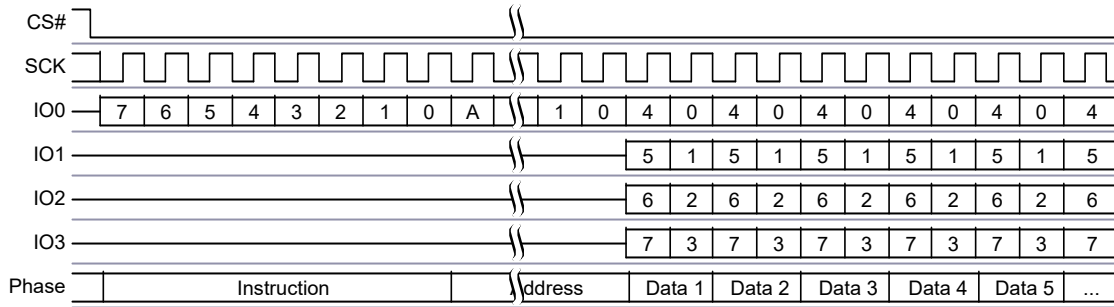 CS#
SCK
IO0 7 6 5 4 3 2 1 0 A 1 0 4 0 4 0 4 0 4 0 4 0 4
IO1 5 1 5 1 5 1 5 1 5 1 5
IO2 6 2 6 2 6 2 6 2 6 2 6
IO3 7 3 7 3 7 3 7 3 7 3 7
Phase Instruction Address Data 1 Data 2 Data 3 Data 4 Data 5 ...